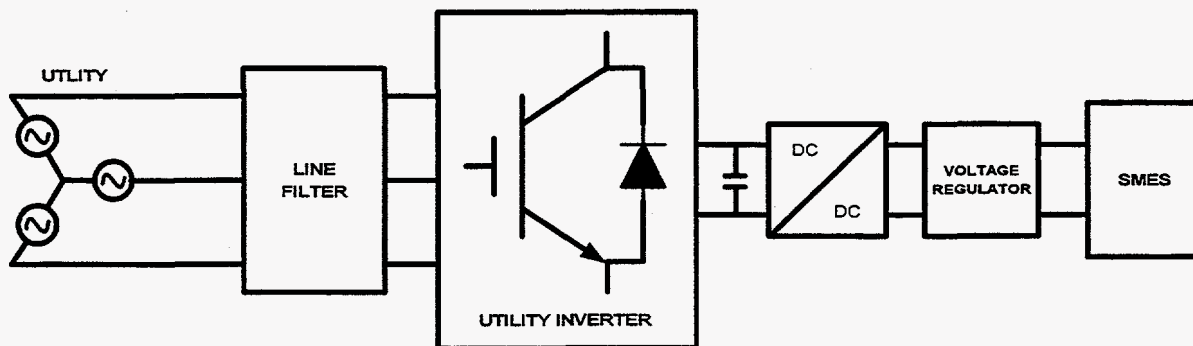 UTLITY
LINE
FILTER
UTILITY INVERTER
DC
DC
VOLTAGE
REGULATOR
SMES